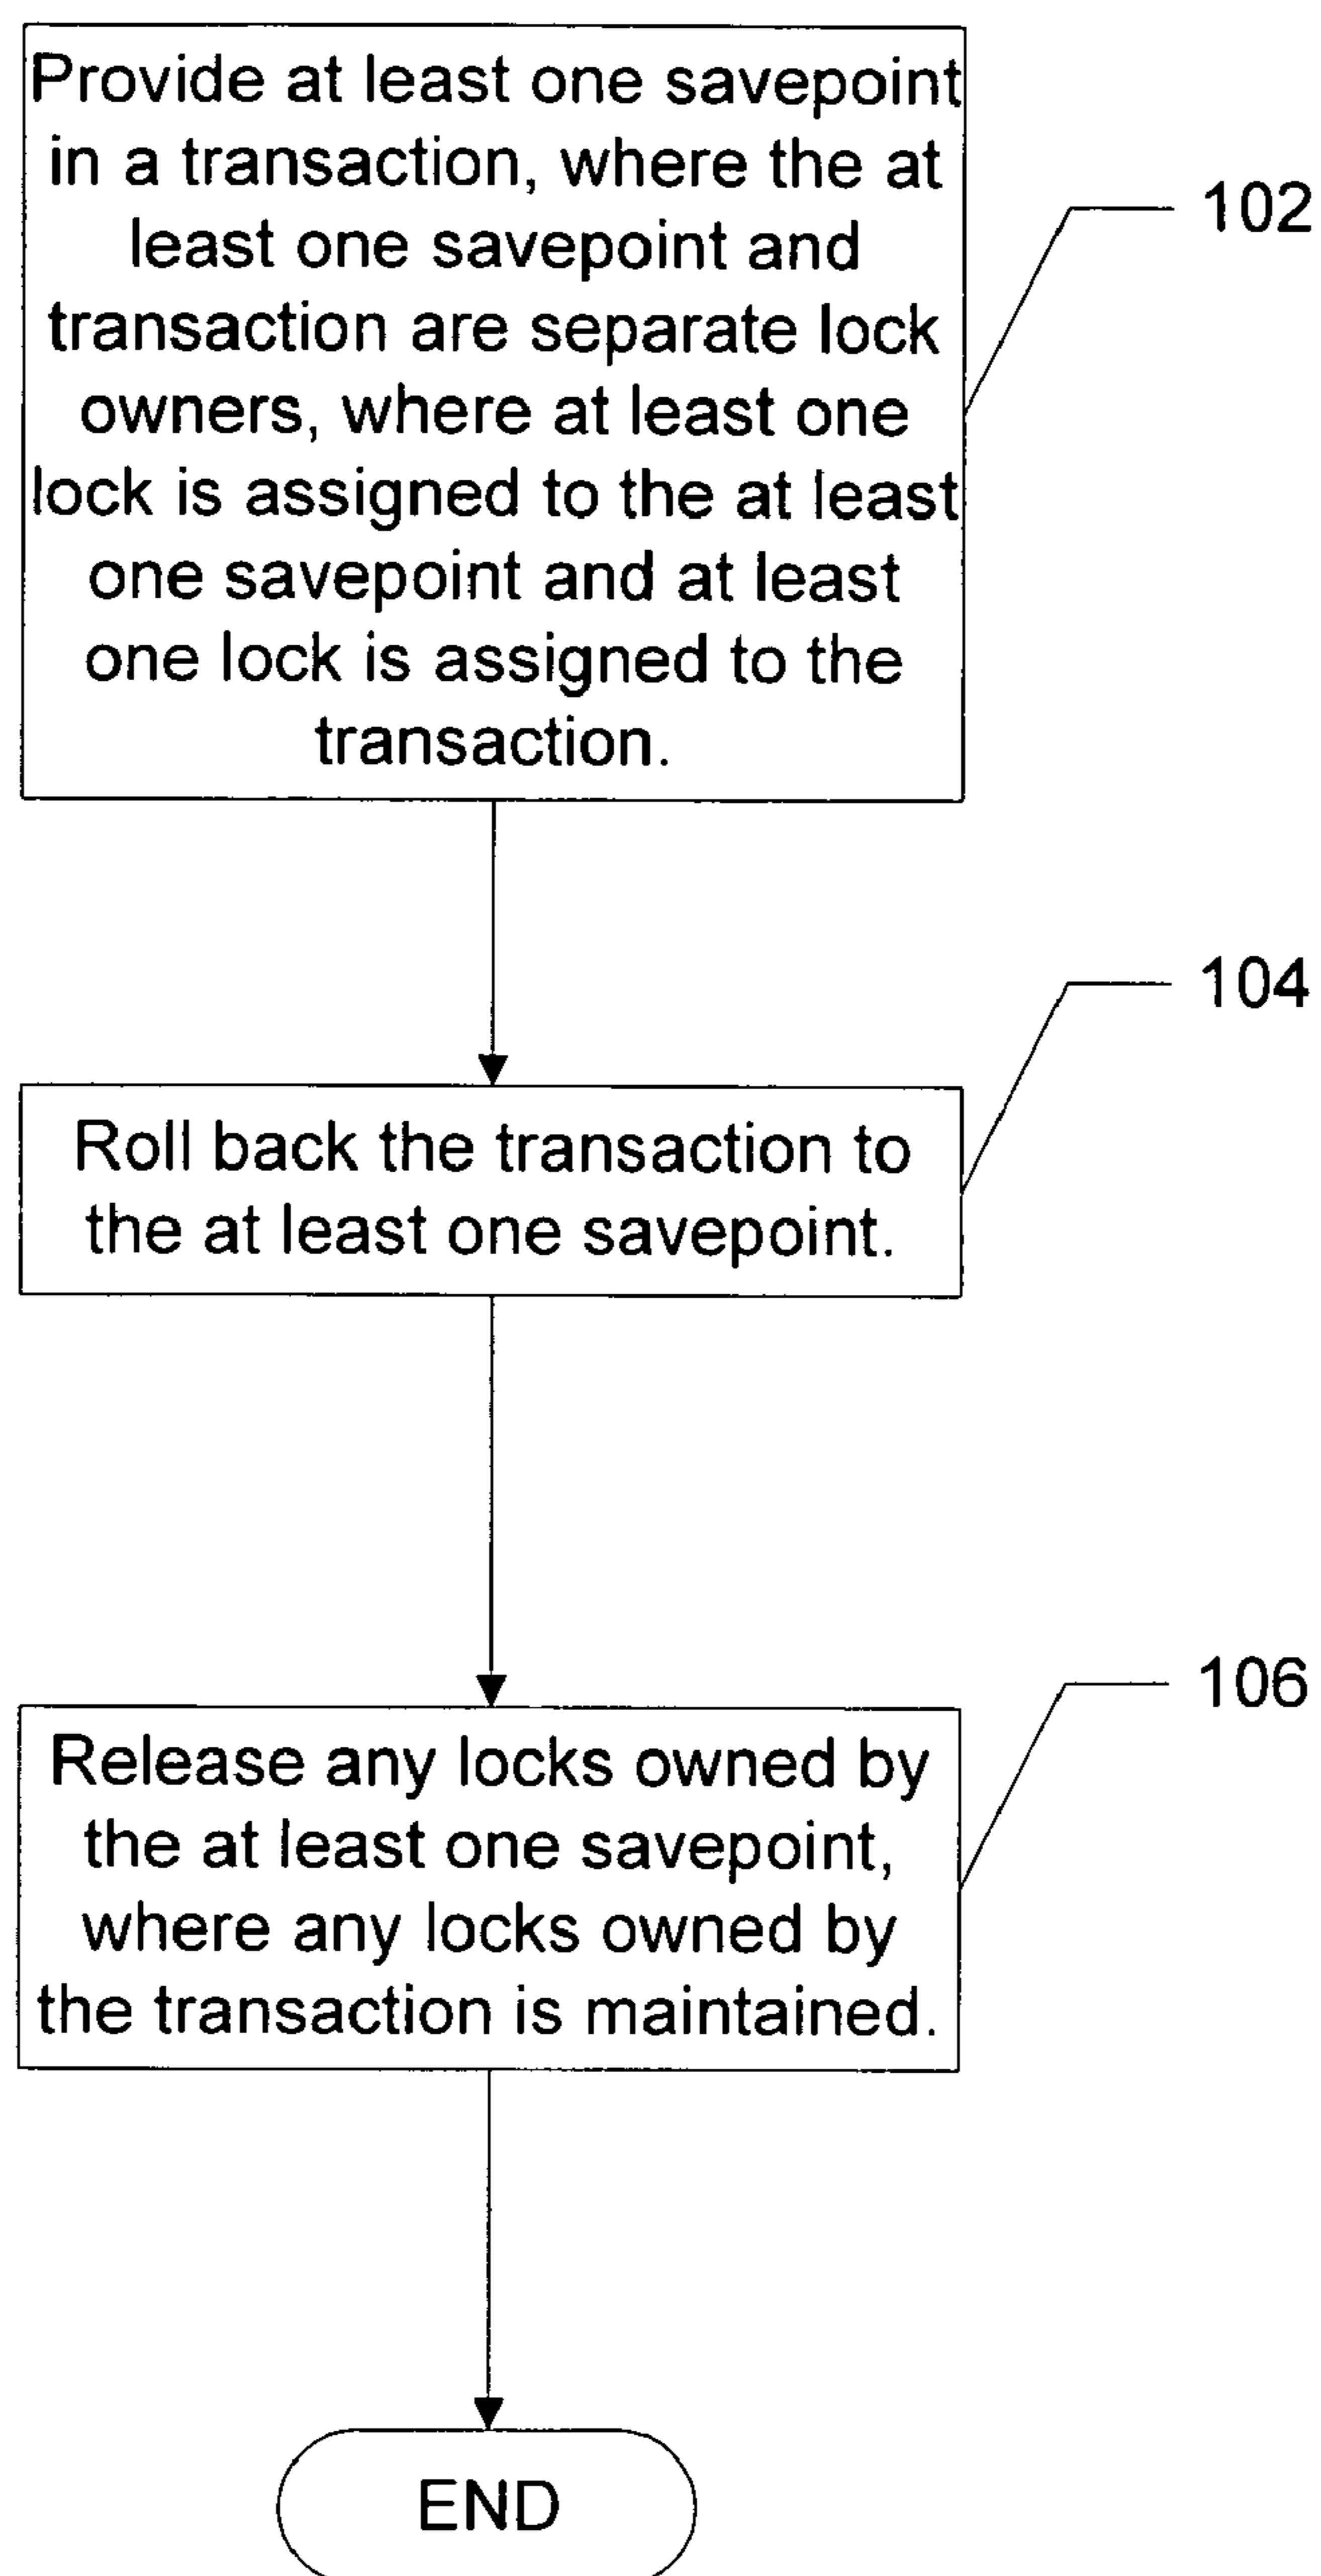 Provide at least one savepoint
in a transaction, where the at
least one savepoint and
transaction are separate lock
owners, where at least one
lock is assigned to the at least
one savepoint and at least
one lock is assigned to the
transaction.
102
Roll back the transaction to
the at least one savepoint.
104
Release any locks owned by
the at least one savepoint,
where any locks owned by
the transaction is maintained.
106
END